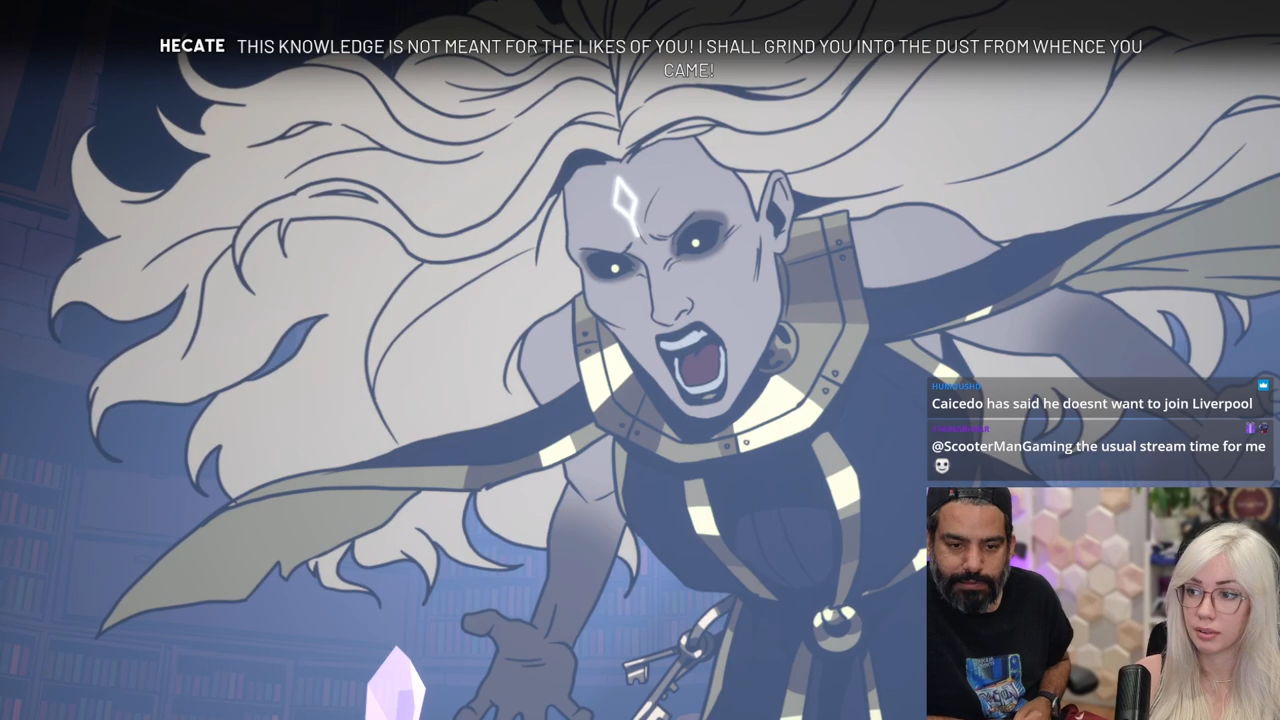 HECATE THIS KNOWLEDGE IS NOT MEANT FOR THE LIKES OF YOU! I SHALL GRIND YOU INTO THE DUST FROM WHENCE YOU
CAME!
Caicedo has said he doesnt want to join Liverpool
@ScooterManGaming the usual stream time for me